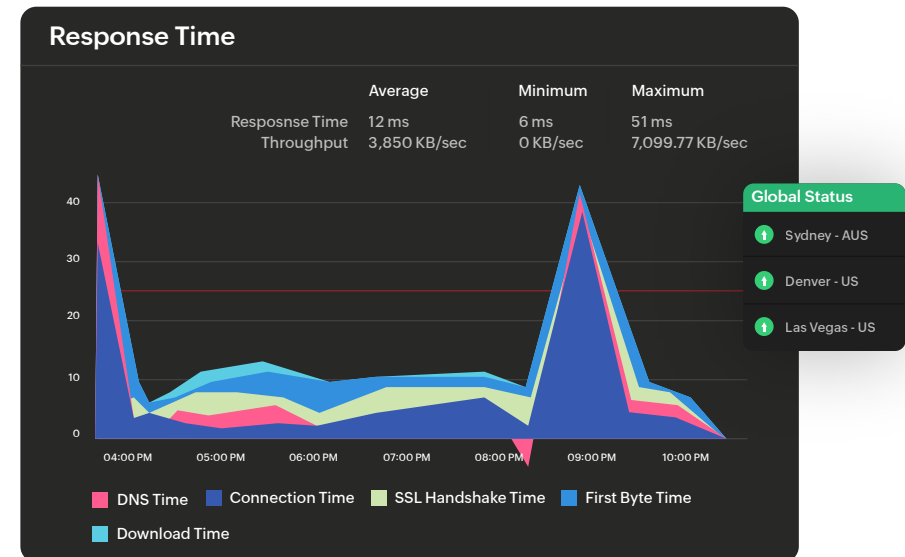 Response Time
Average Minimum Maximum
Resposnse Time 12 ms 6 ms 51 ms
Throughput 3,850 KB/sec 0 KB/sec 7,099.77 KB/sec
40
30
20
10
0
04:00 PM 05:00 PM 06:00 PM 07:00 PM 08:00 PM 09:00 PM 10:00 PM
DNS Time Connection Time SSL Handshake Time First Byte Time
Download Time
Global Status
Sydney - AUS
Denver - US
Las Vegas - US